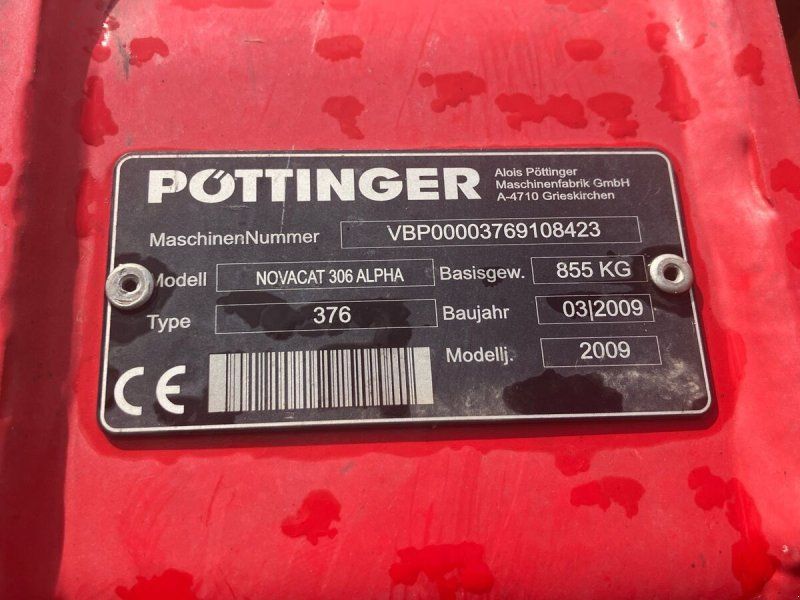 PÖTTINGER
Alois Pöttinger
Maschinenfabrik GmbH
A-4710 Grieskirchen
MaschinenNummer VBP00003769108423
Modell NOVACAT 306 ALPHA Basisgew. 855 KG
Type 376 Baujahr 03|2009
Modellj. 2009
CE